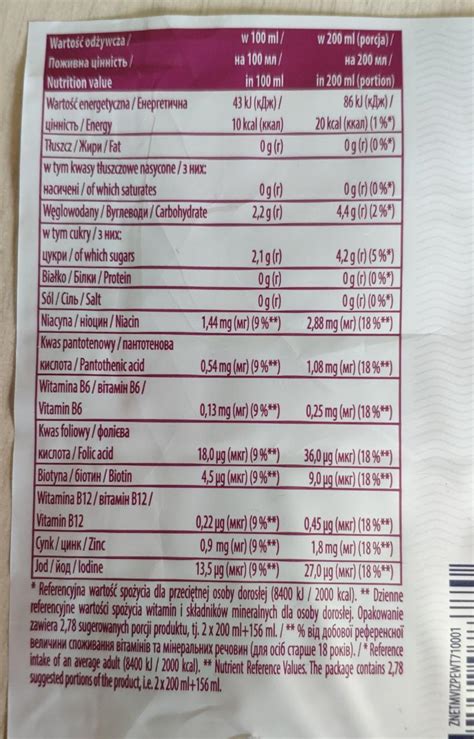 Wartość odżywcza / w 100 ml / w 200 ml (porcja) /
Поживна цінність / на 100 мл / на 200 мл /
Nutrition value in 100 ml in 200 ml (portion)
Wartość energetyczna / Енергетична 43 kJ (кДж) / 86 kJ (кДж) /
цінність / Energy 10 kcal (ккал) 20 kcal (ккал) (1 %*)
Tłuszcz / Жири / Fat 0 g (г) 0 g (г) (0 %*)
w tym kwasy tłuszczowe nasycone / з них:
насичені / of which saturates 0 g (г) 0 g (г) (0 %*)
Węglowodany / Вуглеводи / Carbohydrate 2,2 g (г) 4,4 g (г) (2 %*)
w tym cukry / з них:
цукри / of which sugars 2,1 g (г) 4,2 g (г) (5 %*)
Białko / Білки / Protein 0 g (г) 0 g (г) (0 %*)
Sól / Сіль / Salt 0 g (г) 0 g (г) (0 %*)
Niacyna / ніоцин / Niacin 1,44 mg (мг) (9 %**) 2,88 mg (мг) (18 %**)
Kwas pantotenowy / пантотенова
кислота / Pantothenic acid 0,54 mg (мг) (9 %**) 1,08 mg (мг) (18 %**)
Witamina B6 / вітамін B6 /
Vitamin B6 0,13 mg (мг) (9 %**) 0,25 mg (мг) (18 %**)
Kwas foliowy / фолієва
кислота / Folic acid 18,0 µg (мкг) (9 %**) 36,0 µg (мкг) (18 %**)
Biotyna / біотин / Biotin 4,5 µg (мкг) (9 %**) 9,0 µg (мкг) (18 %**)
Witamina B12 / вітамін B12 /
Vitamin B12 0,22 µg (мкг) (9 %**) 0,45 µg (мкг) (18 %**)
Cynk / цинк / Zinc 0,9 mg (мг) (9 %**) 1,8 mg (мг) (18 %**)
Jod / йод / Iodine 13,5 µg (мкг) (9 %**) 27,0 µg (мкг) (18 %**)
* Referencyjna wartość spożycia dla przeciętnej osoby dorosłej (8400 kJ / 2000 kcal). ** Dzienne
referencyjne wartości spożycia witamin i składników mineralnych dla osoby dorosłej. Opakowanie
zawiera 2,78 sugerowanych porcji produktu, tj. 2 x 200 ml+156 ml. / ** % від добової референсної
величини споживання вітамінів та мінеральних речовин (для осіб старше 18 років). / * Reference
intake of an average adult (8400 kJ / 2000 kcal). ** Nutrient Reference Values. The package contains 2,78
suggested portions of the product, i.e. 2 x 200 ml+156 ml.
ZNETMWIZPEWT710001